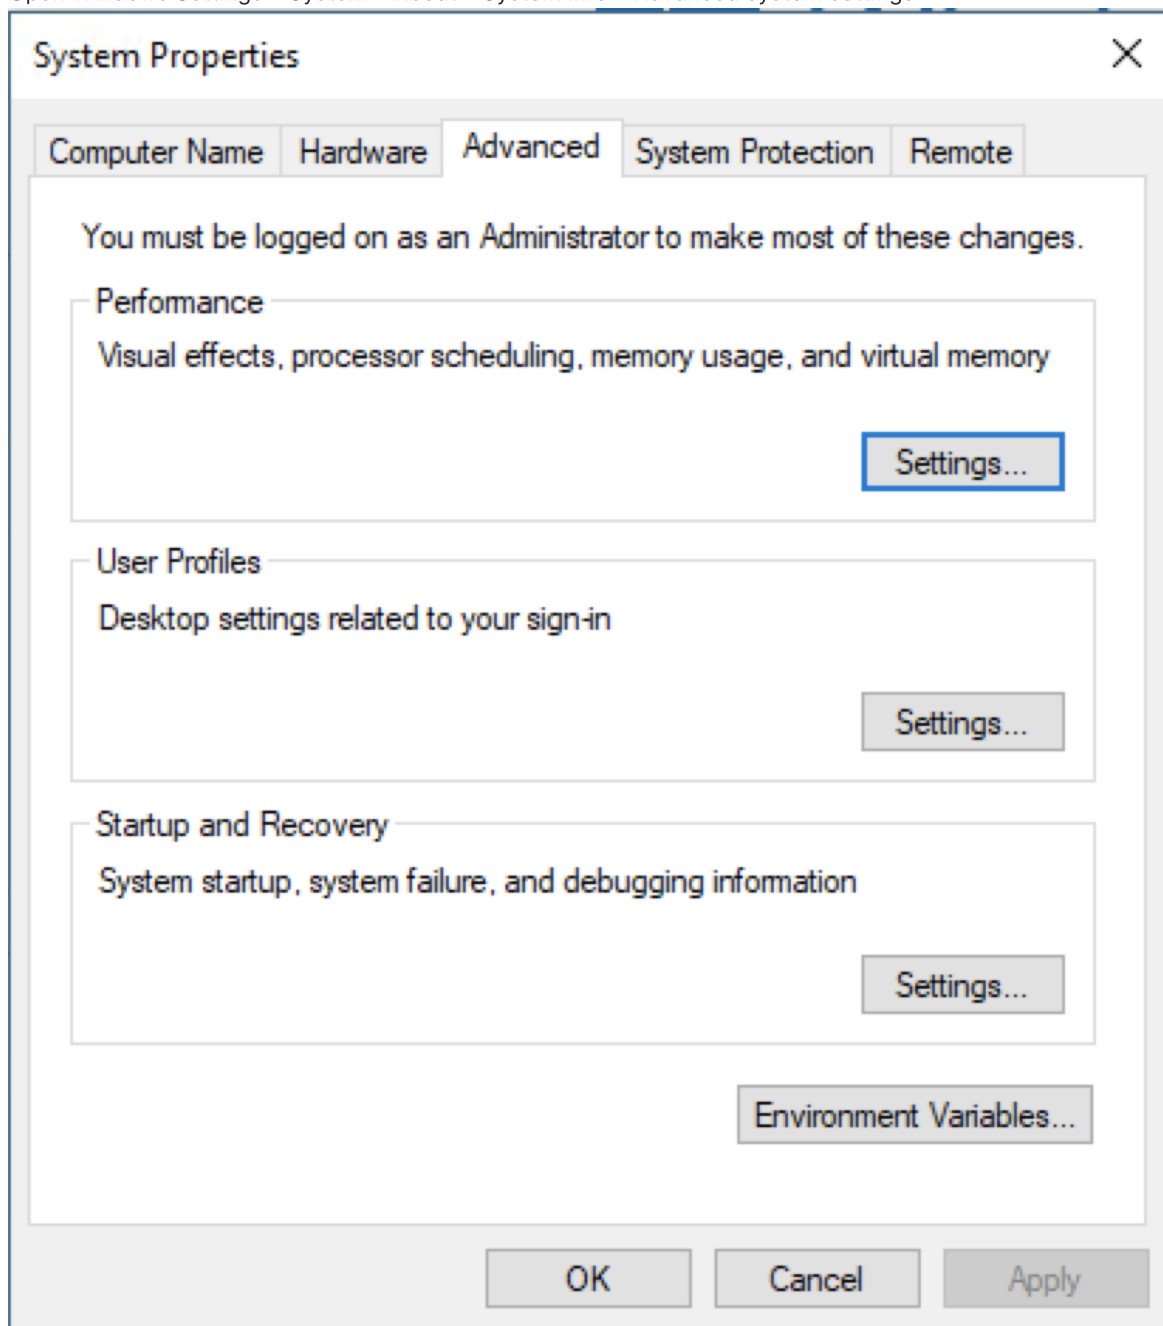 System Properties
Computer Name Hardware Advanced System Protection Remote
You must be logged on as an Administrator to make most of these changes.
Performance
Visual effects, processor scheduling, memory usage, and virtual memory
Settings...
User Profiles
Desktop settings related to your sign-in
Settings...
Startup and Recovery
System startup, system failure, and debugging information
Settings...
Environment Variables...
OK Cancel Apply